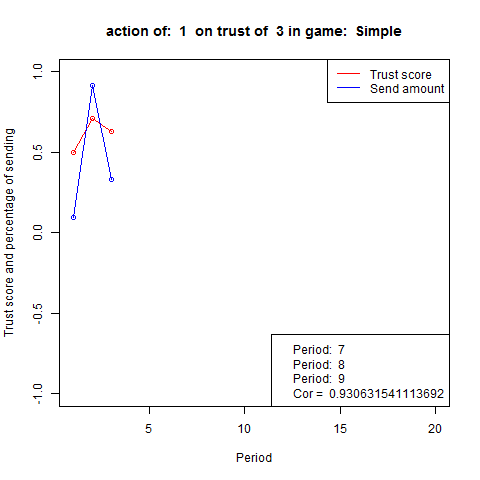 action of:  1  on trust of  3 in game:  Simple
Trust score
Send amount
Trust score and percentage of sending
1.0
0.5
0.0
-0.5
-1.0
Period:  7
Period:  8
Period:  9
Cor =  0.930631541113692
5 10 15 20
Period